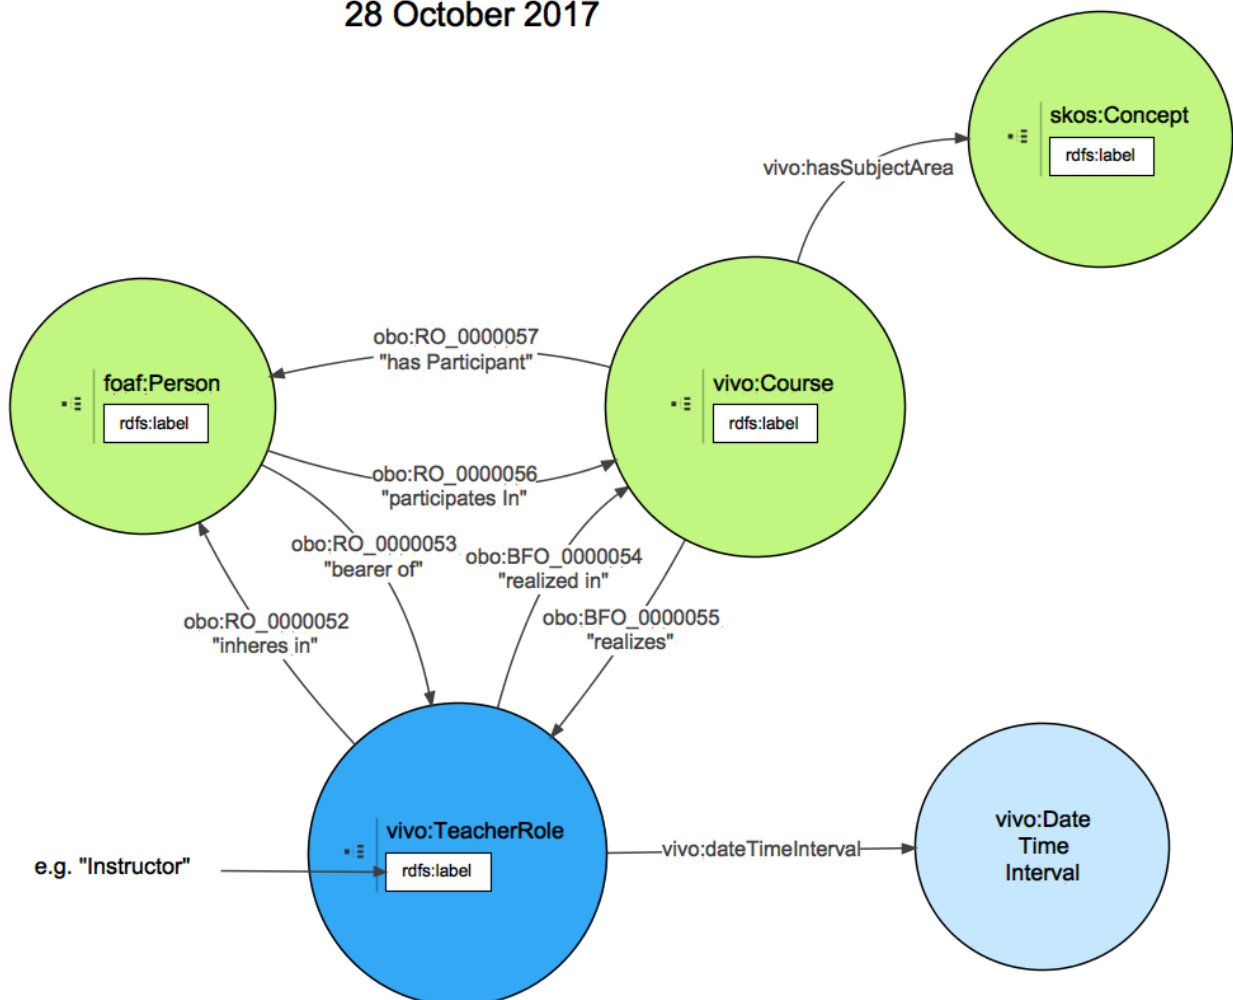 28 October 2017
skos:Concept
rdfs:label
vivo:hasSubjectArea
obo:RO_0000057
"has Participant"
foaf:Person
rdfs:label
vivo:Course
rdfs:label
obo:RO_0000056
"participates In"
obo:RO_0000053
"bearer of"
obo:BFO_0000054
"realized in"
obo:RO_0000052
"inheres in"
obo:BFO_0000055
"realizes"
vivo:TeacherRole
rdfs:label
e.g. "Instructor"
vivo:dateTimeInterval
vivo:Date
Time
Interval